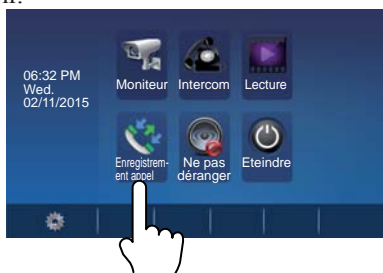 06:32 PM
Wed.
02/11/2015
Moniteur
Intercom
Lecture
Enregistrem-
ent appel
Ne pas
déranger
Eteindre